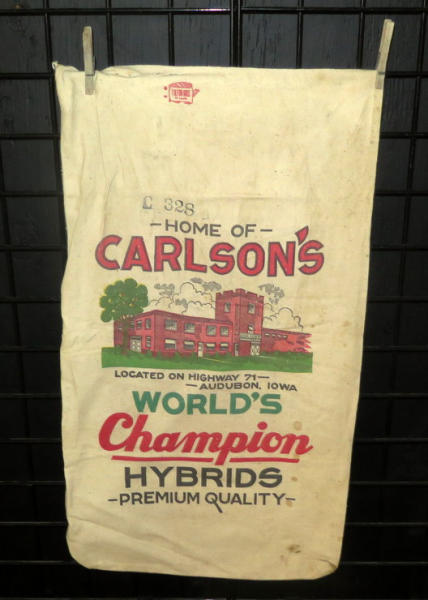 C 328
-HOME OF-
CARLSON'S
LOCATED ON HIGHWAY 71-
-AUDUBON, IOWA
WORLD'S
Champion
HYBRIDS
-PREMIUM QUALITY-